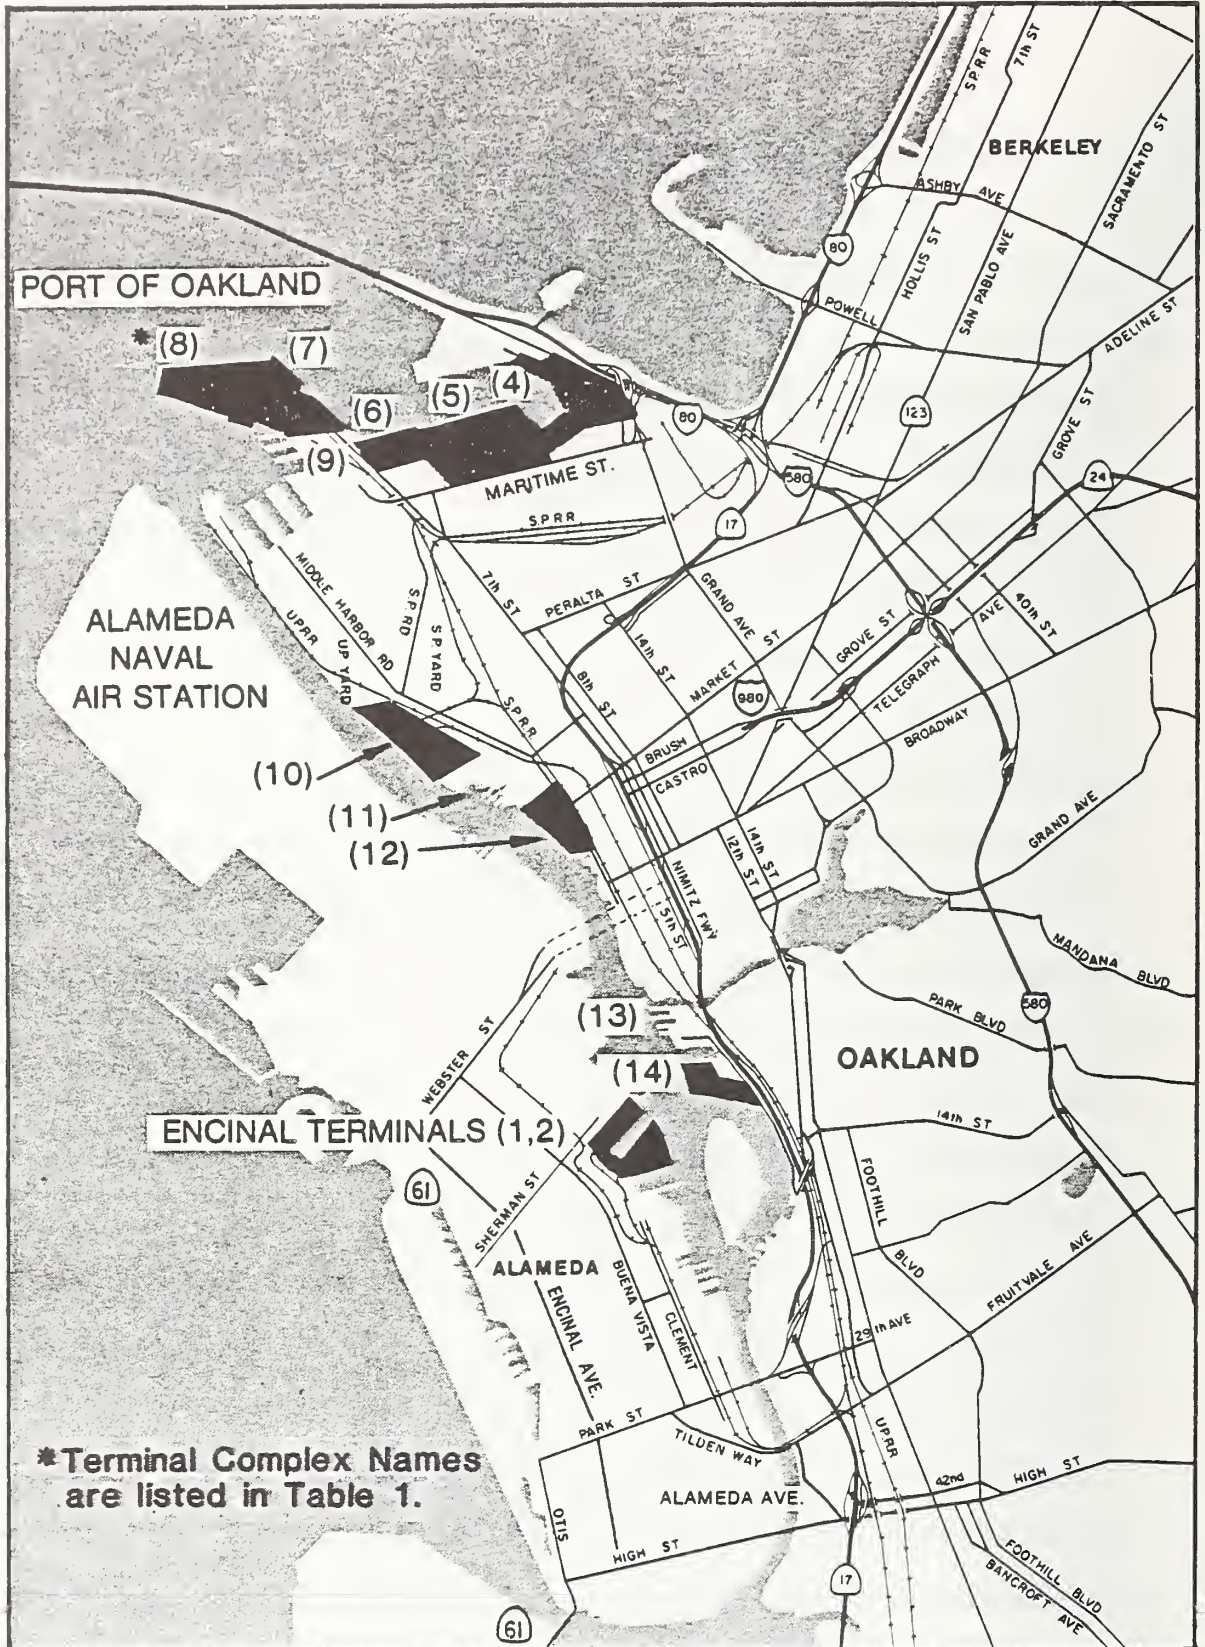 S.P.R.R
7th ST
BERKELEY
SACRAMENTO ST
ASHBY AVE
80
HOLLIS ST
SAN PABLO AVE
PORT OF OAKLAND
POWELL
ADELINE ST
*(8)
(7)
(6)
(5)
(4)
80
123
GROVE ST
(9)
MARITIME ST.
580
24
S.P.R.R
17
MIDDLE HARBOR RD
7th ST
PERALTA ST
GRAND AVE
40th ST
ALAMEDA
NAVAL
AIR STATION
U.P.R.R
UP YARD
S.P. RD
S.P. YARD
14th ST
MARKET ST
GROVE ST
TELEGRAPH AVE
8th ST
980
S.P.R.R
BROADWAY
BRUSH
CASTRO
(10)
(11)
(12)
GRAND AVE
14th ST
12th ST
NIMITZ FWY
5th ST
MANDANA BLVD
PARK BLVD
580
(13)
WEBSTER ST
OAKLAND
(14)
14th ST
ENCINAL TERMINALS (1,2)
61
SHERMAN ST
FOOTHILL BLVD
ALAMEDA
BUENA VISTA
ENCINAL AVE.
CLEMENT
FRUITVALE AVE
29th AVE
PARK ST
TILDEN WAY
U.P.R.R
*Terminal Complex Names
are listed in Table 1.
42nd
HIGH ST
ALAMEDA AVE.
OTIS
HIGH ST
17
FOOTHILL BLVD
BANCROFT AVE
61